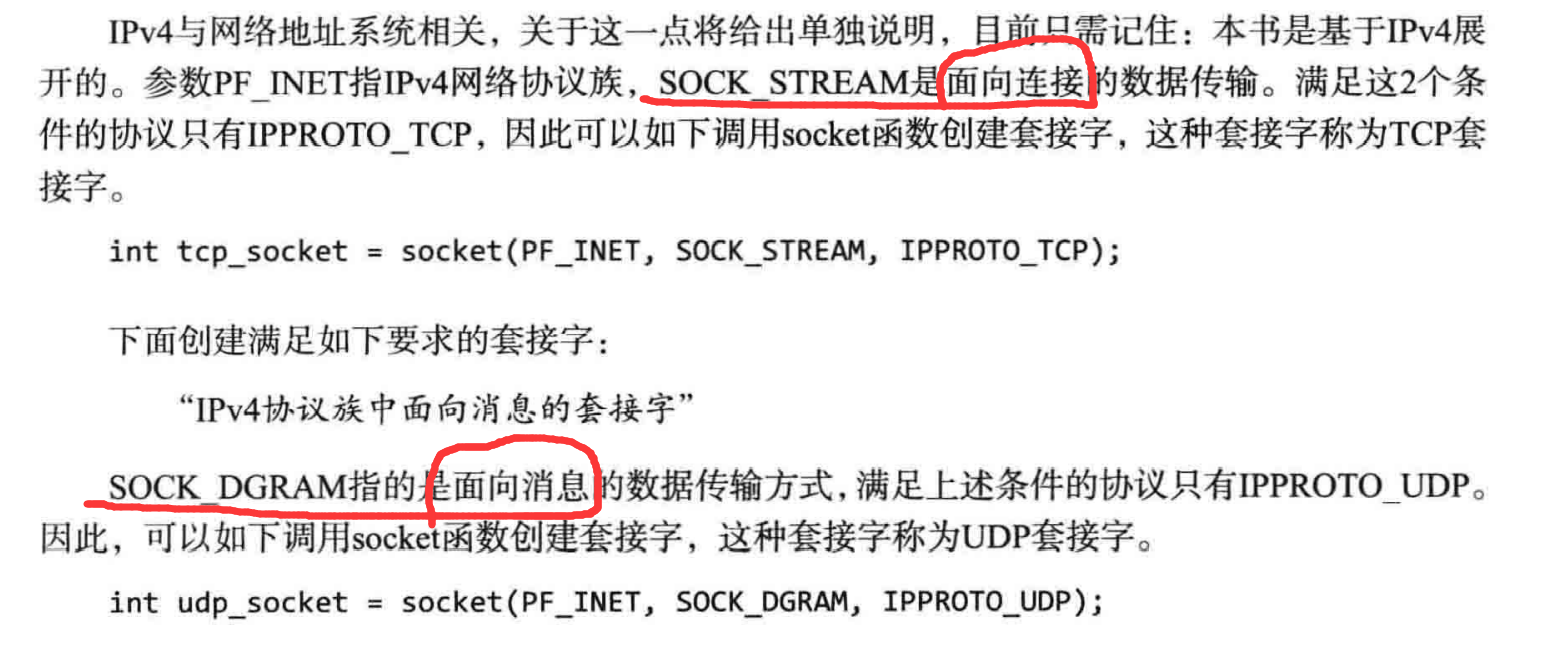 IPv4与网络地址系统相关，关于这一点将给出单独说明，目前只需记住：本书是基于IPv4展
开的。参数PF_INET指IPv4网络协议族，SOCK_STREAM是面向连接的数据传输。满足这2个条
件的协议只有IPPROTO_TCP，因此可以如下调用socket函数创建套接字，这种套接字称为TCP套
接字。
int tcp_socket = socket(PF_INET, SOCK_STREAM, IPPROTO_TCP);
下面创建满足如下要求的套接字：
“IPv4协议族中面向消息的套接字”
SOCK_DGRAM指的是面向消息的数据传输方式，满足上述条件的协议只有IPPROTO_UDP。
因此，可以如下调用socket函数创建套接字，这种套接字称为UDP套接字。
int udp_socket = socket(PF_INET, SOCK_DGRAM, IPPROTO_UDP);